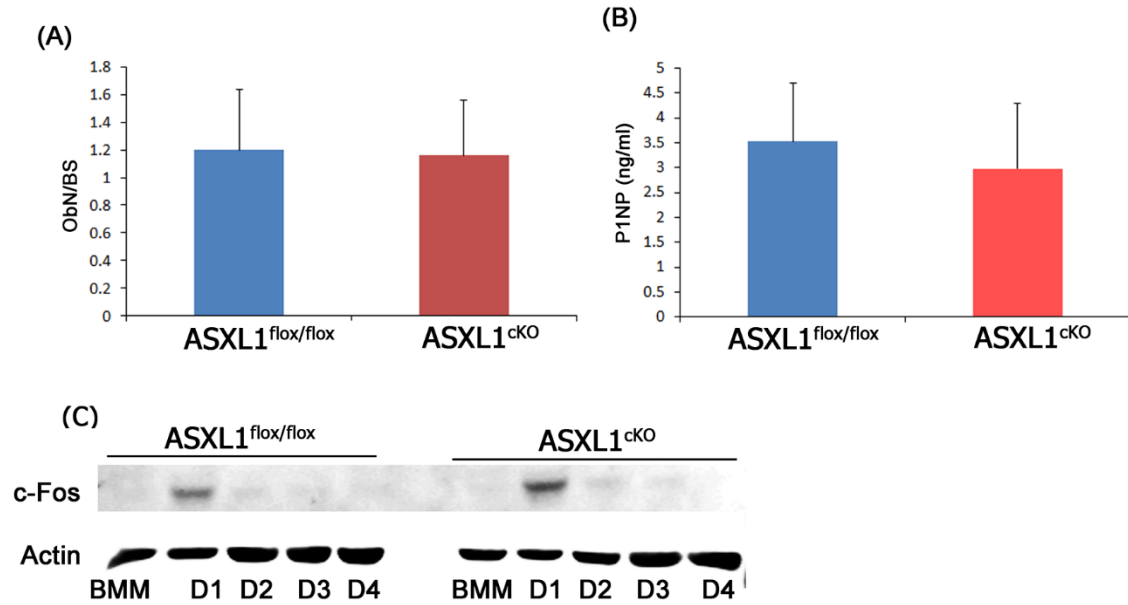 (A)
ObN/BS
1.8
1.6
1.4
1.2
1
0.8
0.6
0.4
0.2
0
ASXL1flox/flox ASXL1cKO
(B)
P1NP (ng/ml)
5
4.5
4
3.5
3
2.5
2
1.5
1
0.5
0
ASXL1flox/flox ASXL1cKO
(C)
ASXL1flox/flox ASXL1cKO
c-Fos
Actin
BMM D1 D2 D3 D4 BMM D1 D2 D3 D4